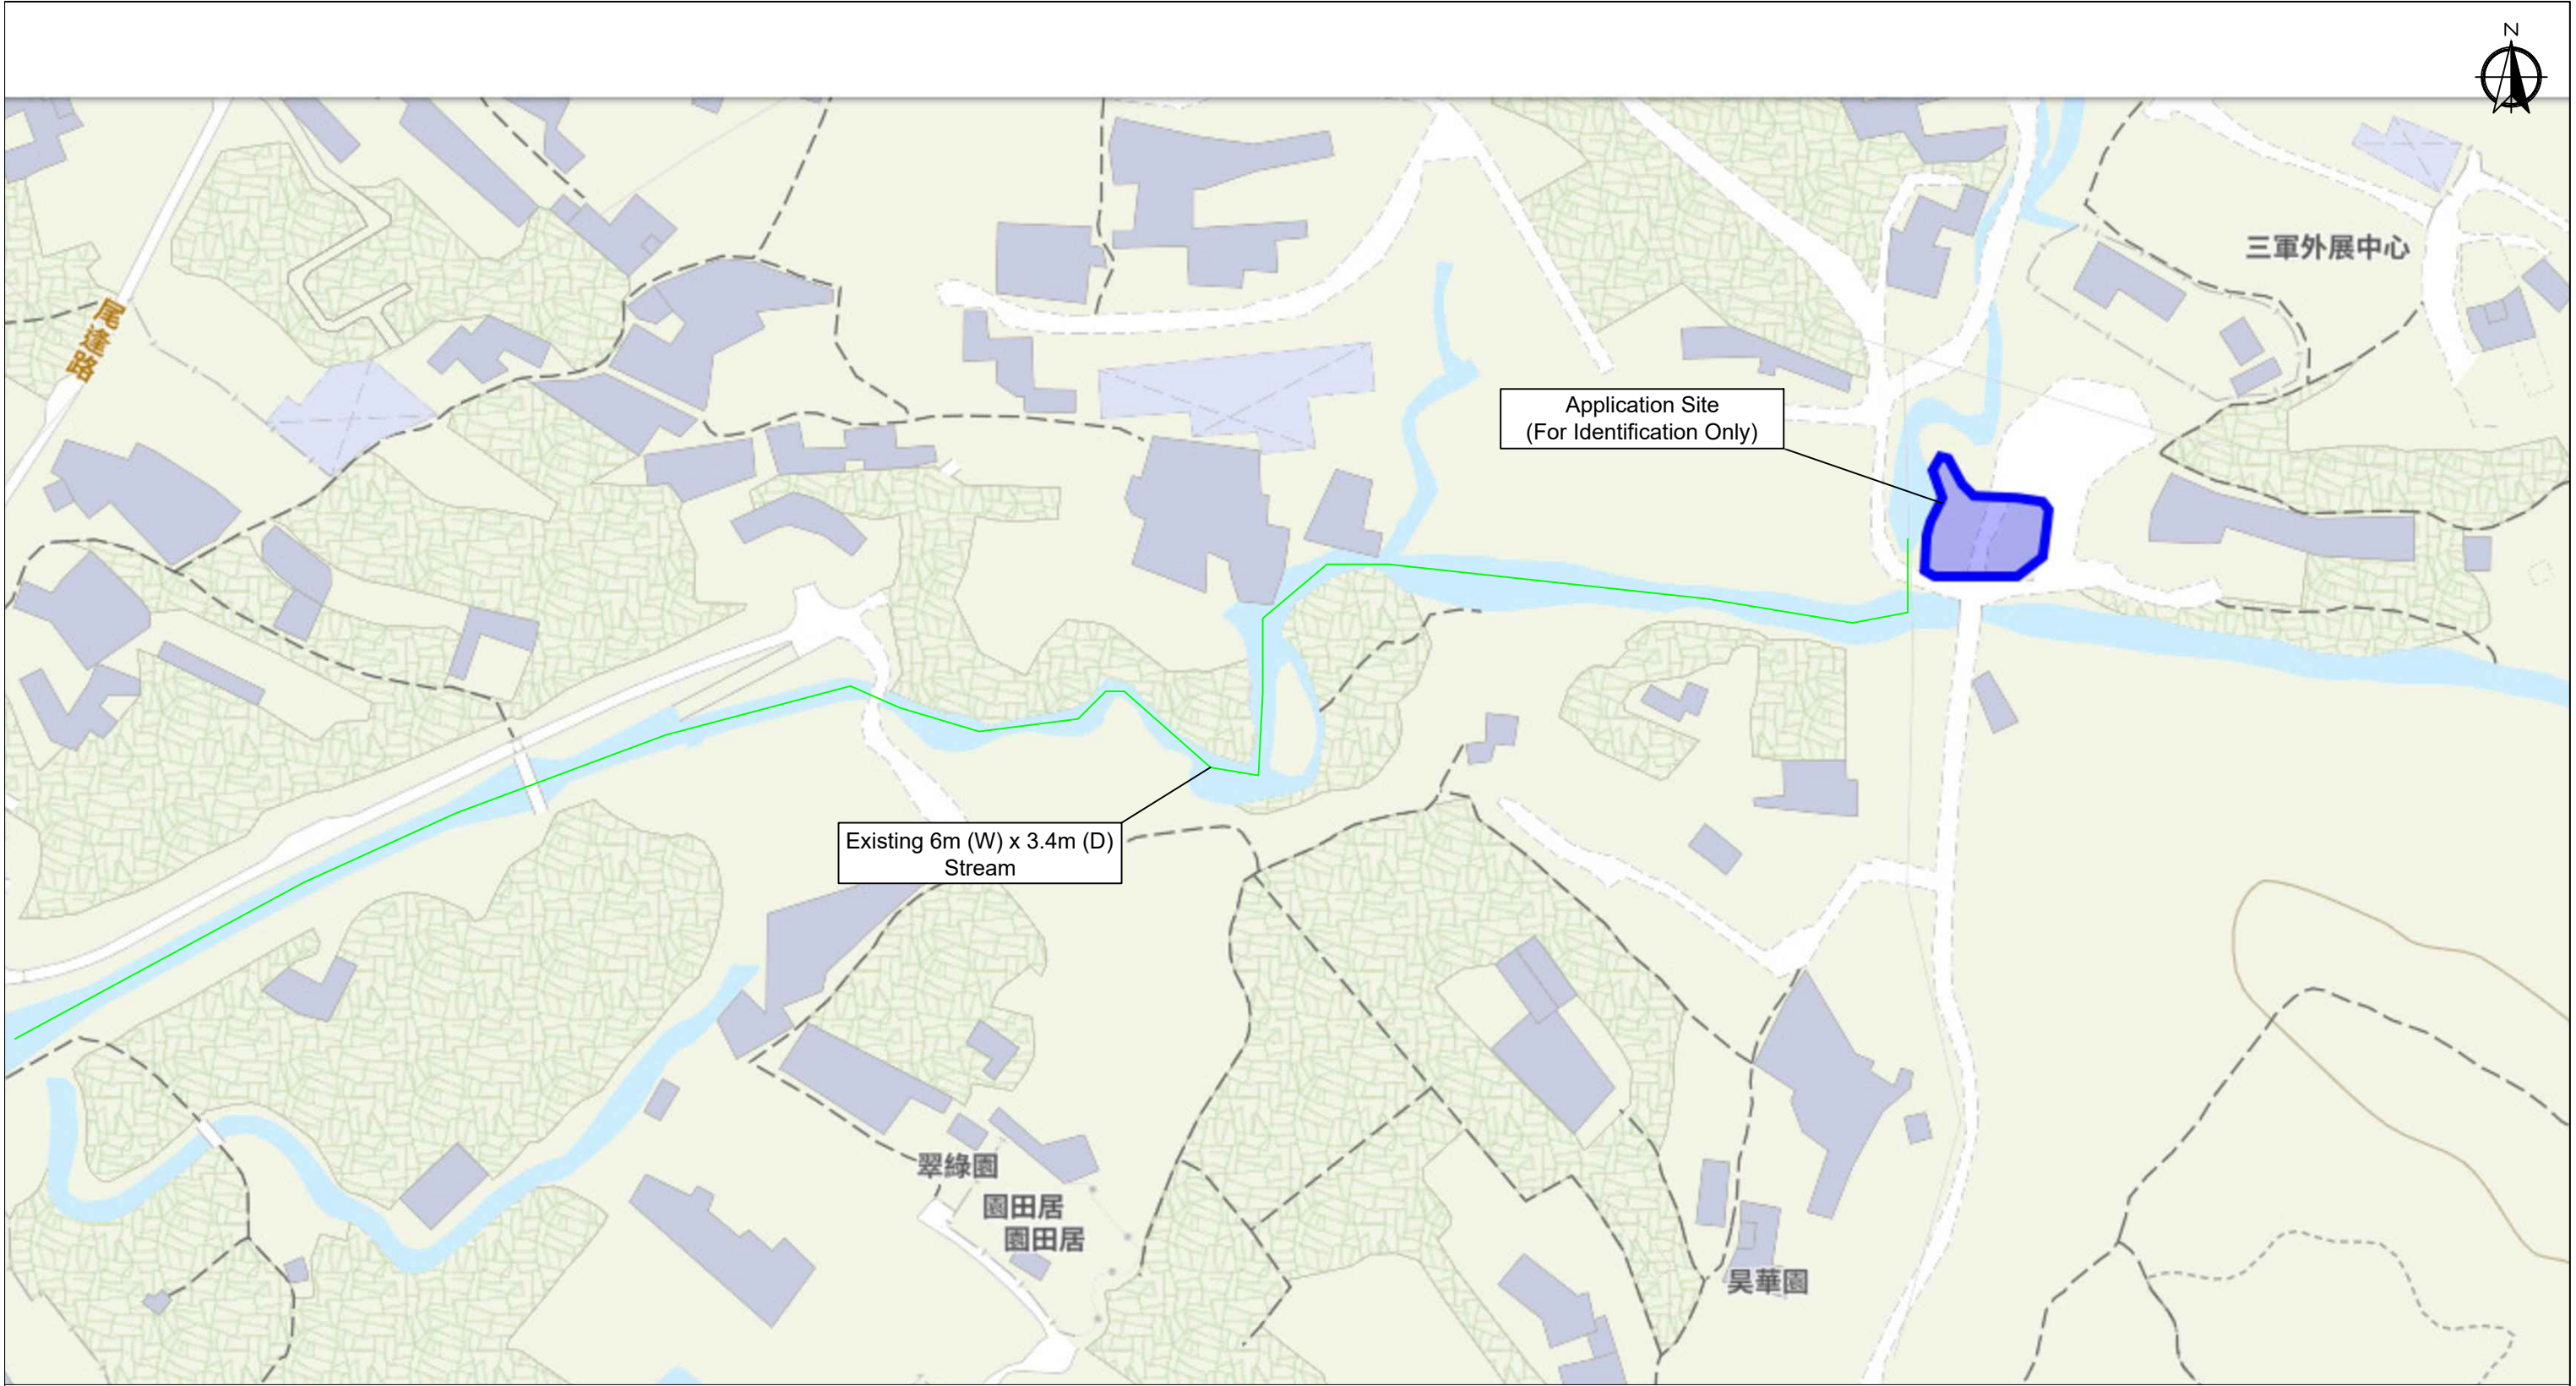 N
三軍外展中心
尾逢路
Application Site
(For Identification Only)
Existing 6m (W) x 3.4m (D)
Stream
翠綠園
園田居
園田居
昊華園